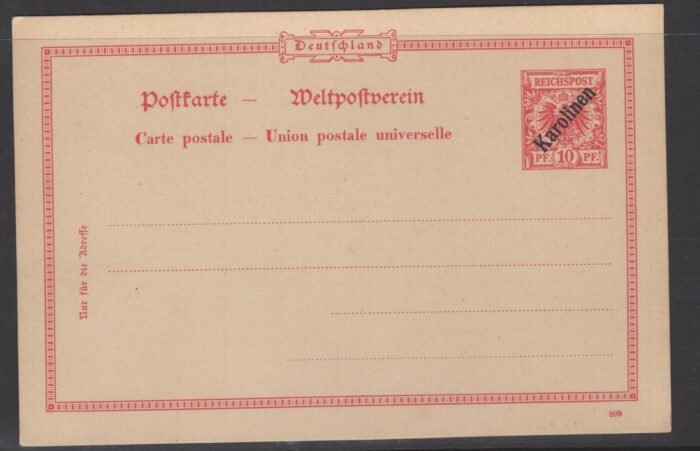 Deutschland
REICHSPOST
Karolinen
PF. 10 PF.
Postkarte — Weltpostverein
Carte postale — Union postale universelle
Nur für die Adresse
899